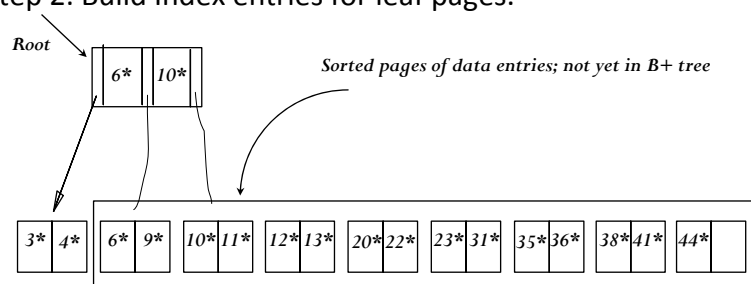 Step 2: Build Index entries for leaf pages.
Root
6* 10*
Sorted pages of data entries; not yet in B+ tree
3* 4* 6* 9* 10* 11* 12* 13* 20* 22* 23* 31* 35* 36* 38* 41* 44*